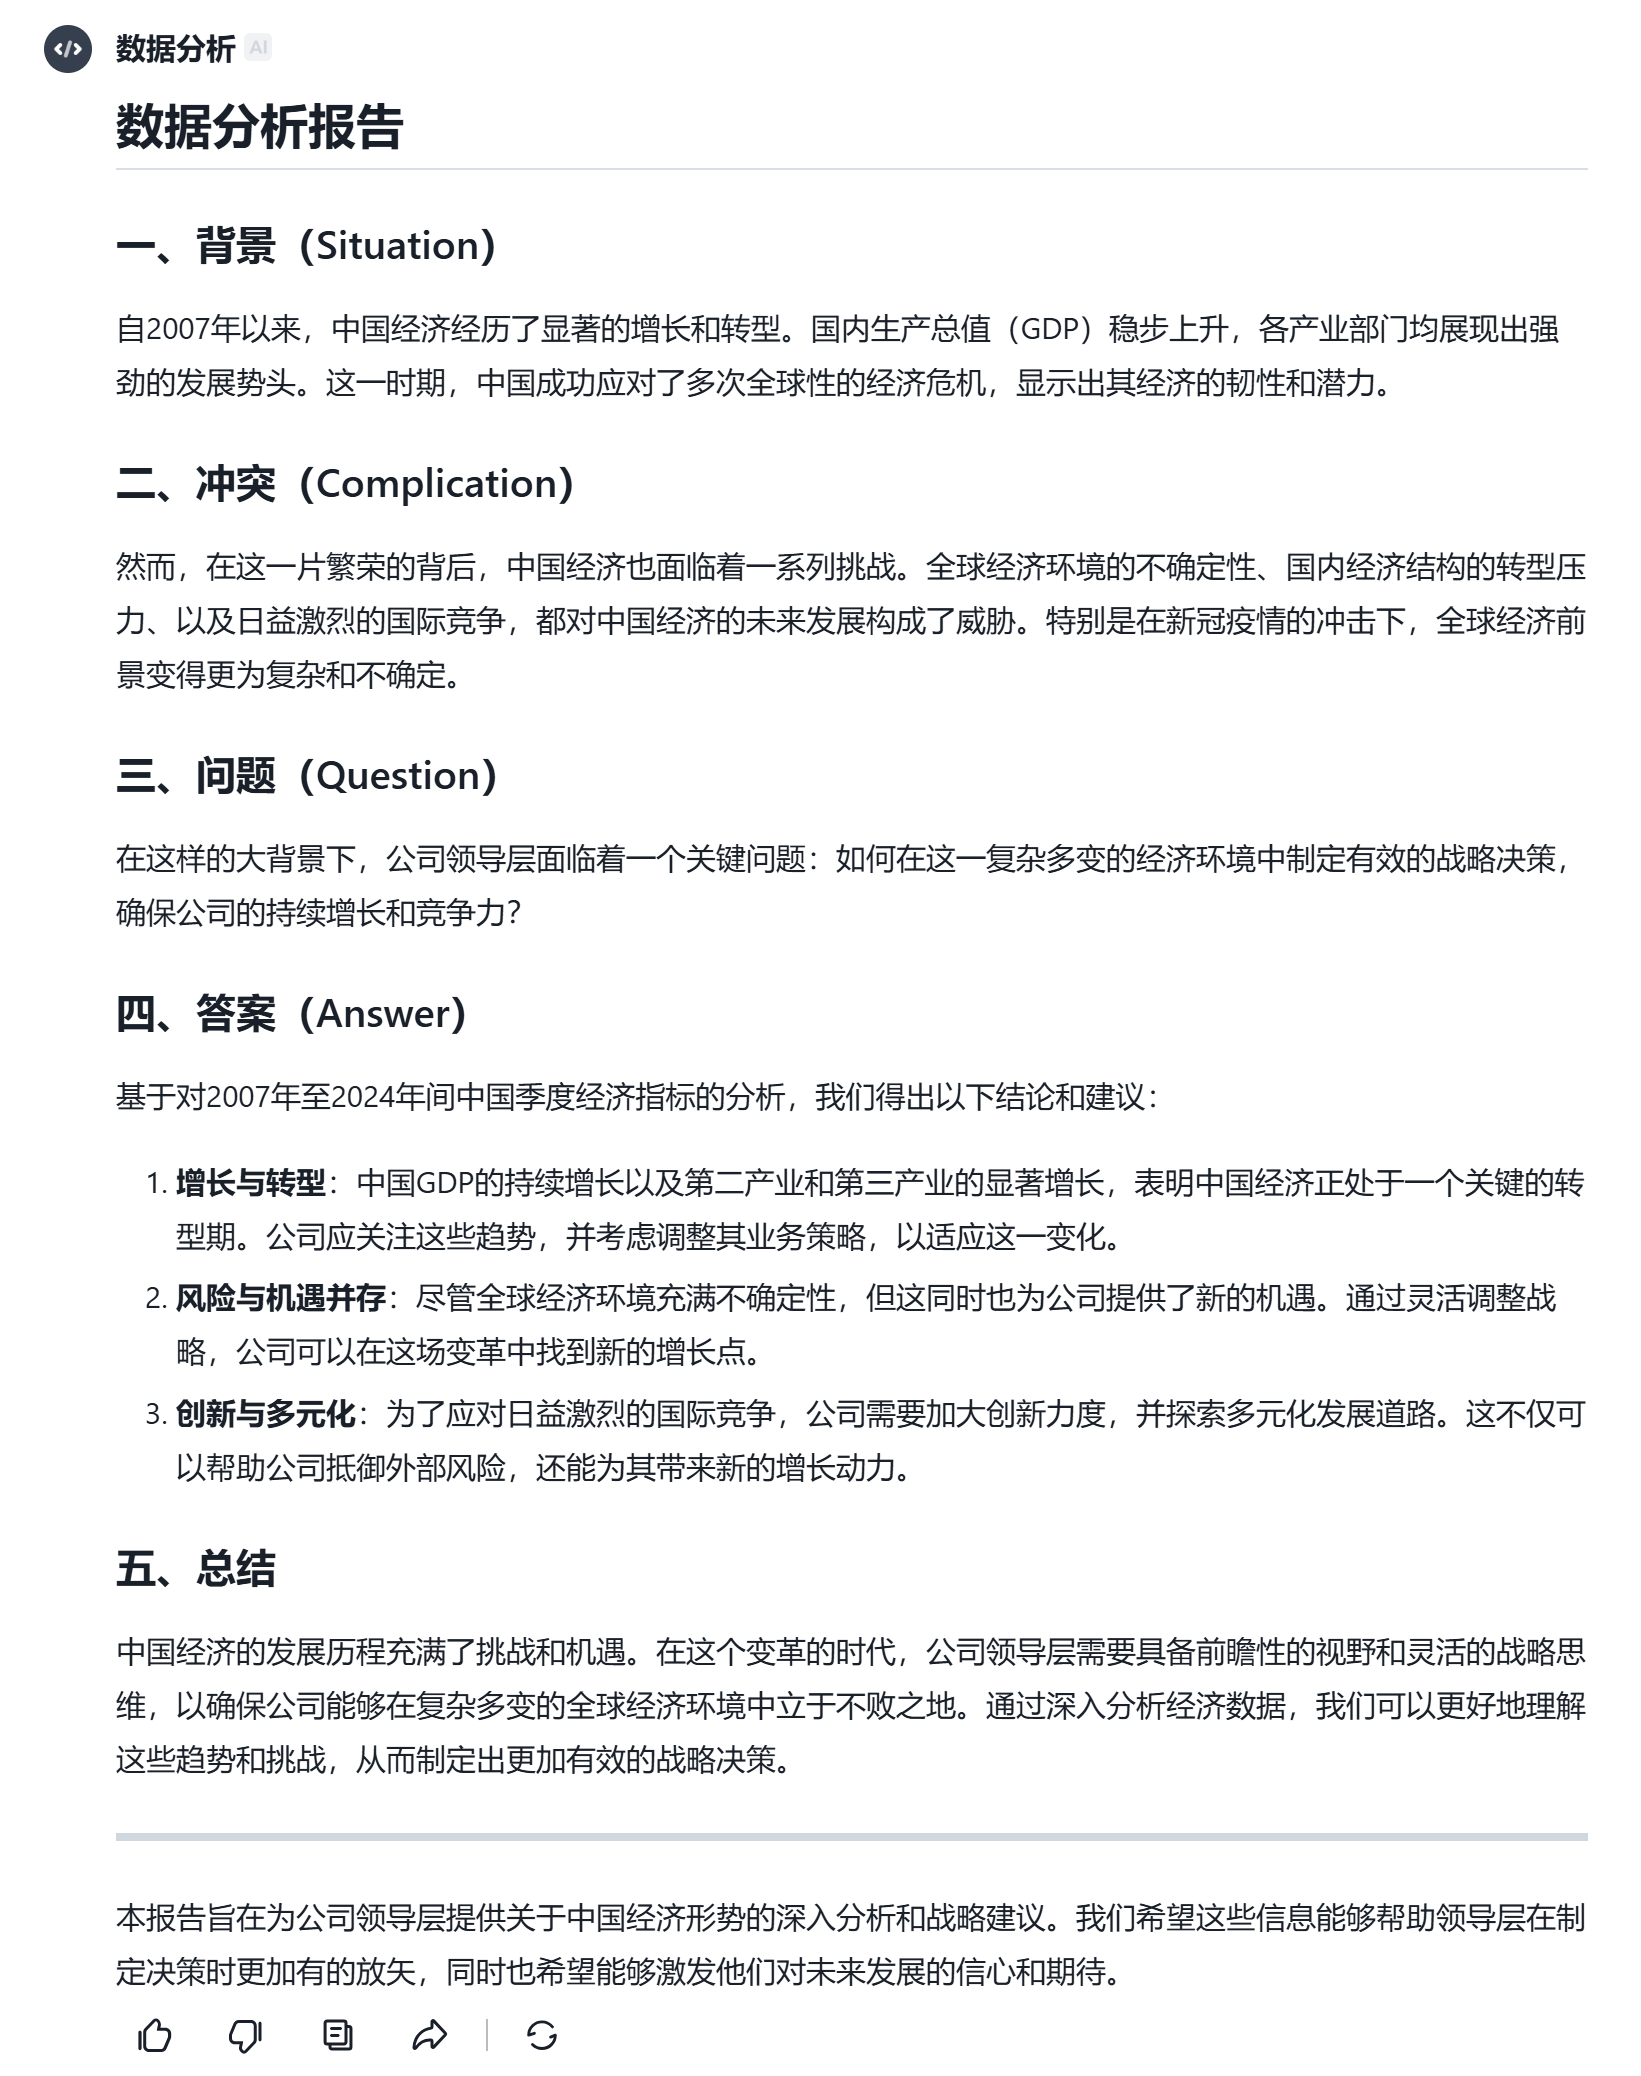 数据分析 AI
数据分析报告
一、背景（Situation）
自2007年以来，中国经济经历了显著的增长和转型。国内生产总值（GDP）稳步上升，各产业部门均展现出强
劲的发展势头。这一时期，中国成功应对了多次全球性的经济危机，显示出其经济的韧性和潜力。
二、冲突（Complication）
然而，在这一片繁荣的背后，中国经济也面临着一系列挑战。全球经济环境的不确定性、国内经济结构的转型压
力、以及日益激烈的国际竞争，都对中国经济的未来发展构成了威胁。特别是在新冠疫情的冲击下，全球经济前
景变得更为复杂和不确定。
三、问题（Question）
在这样的大背景下，公司领导层面临着一个关键问题：如何在这一复杂多变的经济环境中制定有效的战略决策，
确保公司的持续增长和竞争力？
四、答案（Answer）
基于对2007年至2024年间中国季度经济指标的分析，我们得出以下结论和建议：
1. 增长与转型：中国GDP的持续增长以及第二产业和第三产业的显著增长，表明中国经济正处于一个关键的转
型期。公司应关注这些趋势，并考虑调整其业务策略，以适应这一变化。
2. 风险与机遇并存：尽管全球经济环境充满不确定性，但这同时也为公司提供了新的机遇。通过灵活调整战
略，公司可以在这场变革中找到新的增长点。
3. 创新与多元化：为了应对日益激烈的国际竞争，公司需要加大创新力度，并探索多元化发展道路。这不仅可
以帮助公司抵御外部风险，还能为其带来新的增长动力。
五、总结
中国经济的发展历程充满了挑战和机遇。在这个变革的时代，公司领导层需要具备前瞻性的视野和灵活的战略思
维，以确保公司能够在复杂多变的全球经济环境中立于不败之地。通过深入分析经济数据，我们可以更好地理解
这些趋势和挑战，从而制定出更加有效的战略决策。
本报告旨在为公司领导层提供关于中国经济形势的深入分析和战略建议。我们希望这些信息能够帮助领导层在制
定决策时更加有的放矢，同时也希望能够激发他们对未来发展的信心和期待。